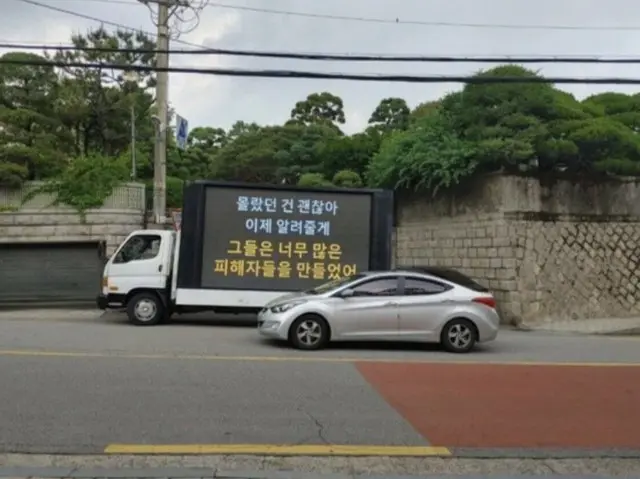 몰랐던 건 괜찮아
이제 알려줄게
그들은 너무 많은
피해자들을 만들었어